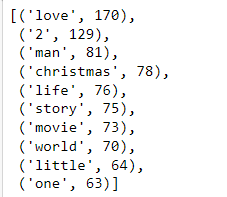 [('love', 170),
('2', 129),
('man', 81),
('christmas', 78),
('life', 76),
('story', 75),
('movie', 73),
('world', 70),
('little', 64),
('one', 63)]